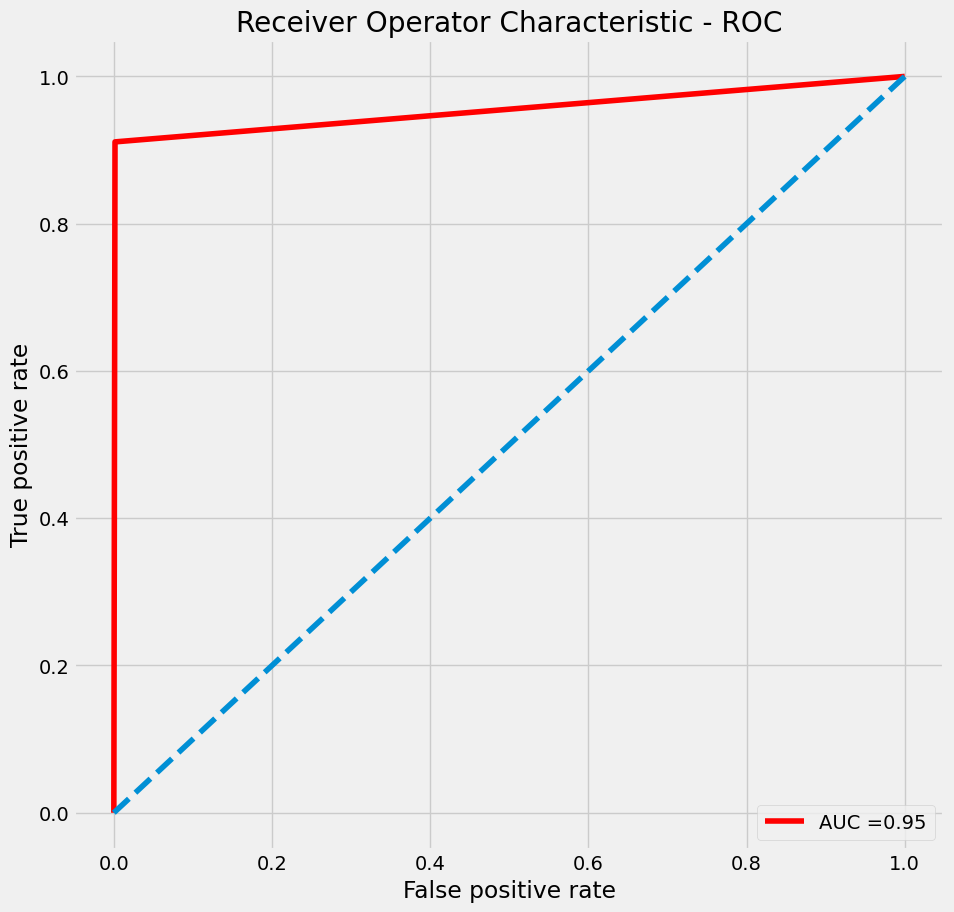 Receiver Operator Characteristic - ROC
1.0
0.8
0.6
0.4
0.2
0.0
True positive rate
AUC =0.95
0.0 0.2 0.4 0.6 0.8 1.0
False positive rate